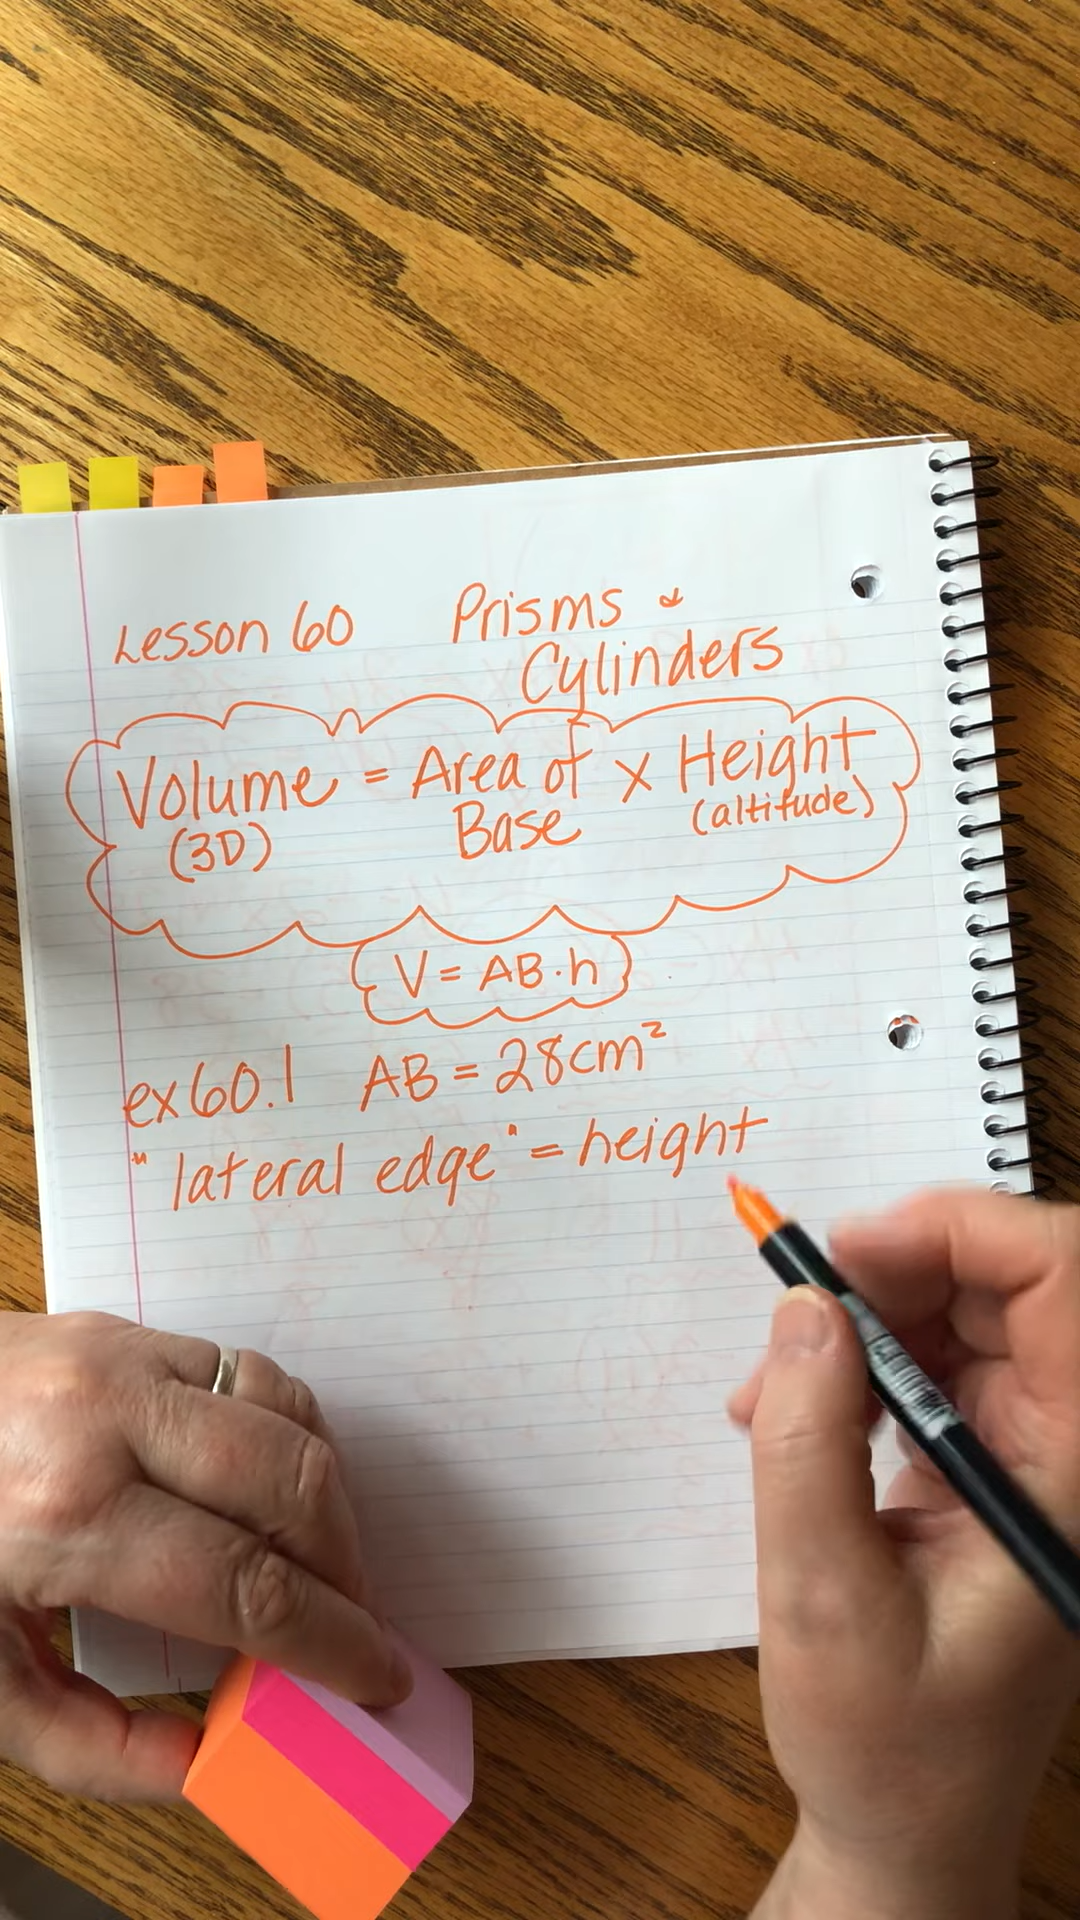 Lesson 60 Prisms &
Cylinders
Volume = Area of x Height
(3D) Base (altitude)
V = AB · h
ex 60.1 AB = 28cm²
"lateral edge" = height